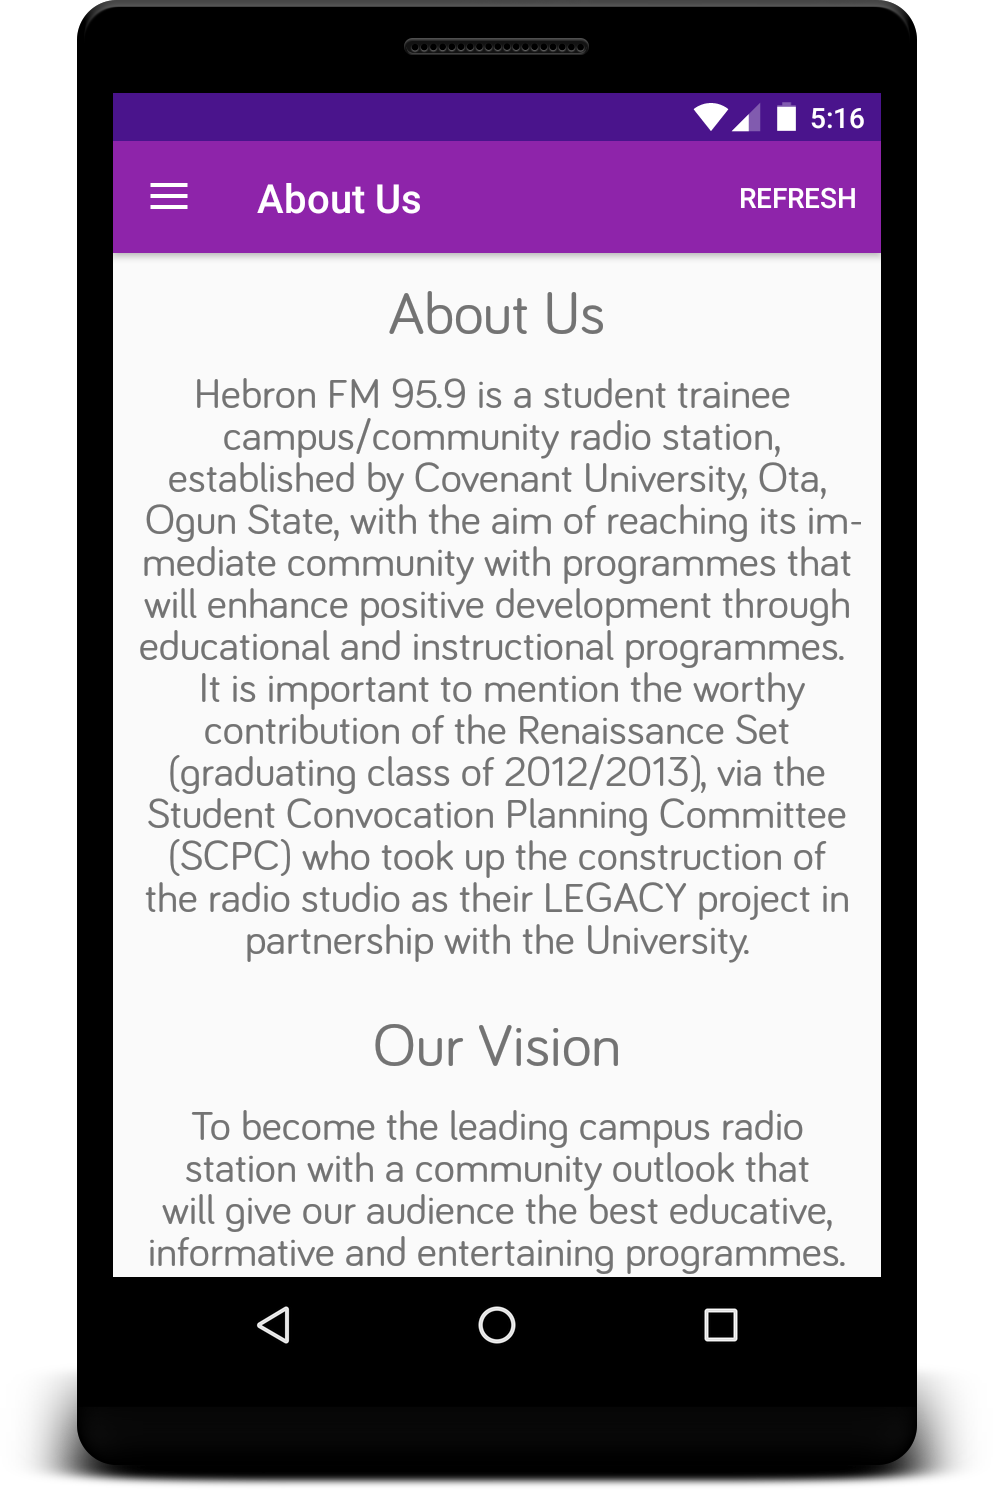 5:16
About Us
REFRESH
About Us
Hebron FM 95.9 is a student trainee
campus/community radio station,
established by Covenant University, Ota,
Ogun State, with the aim of reaching its im-
mediate community with programmes that
will enhance positive development through
educational and instructional programmes.
It is important to mention the worthy
contribution of the Renaissance Set
(graduating class of 2012/2013), via the
Student Convocation Planning Committee
(SCPC) who took up the construction of
the radio studio as their LEGACY project in
partnership with the University.
Our Vision
To become the leading campus radio
station with a community outlook that
will give our audience the best educative,
informative and entertaining programmes.